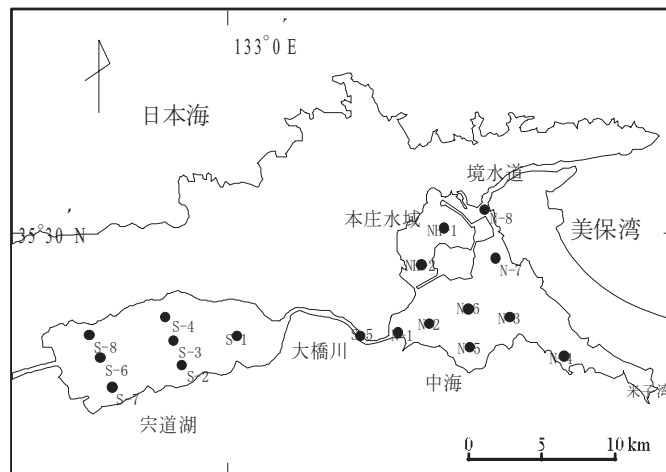 133°0′ E
日本海
境水道
N-8
本庄水域
NH-1
35°30′ N
美保湾
NH-2
N-7
N-6
S-4
N-3
N-2
S-5
N-1
S-1
大橋川
S-8
S-3
N-5
S-6
S-2
中海
N-4
S-7
米子湾
宍道湖
0 5 10 km